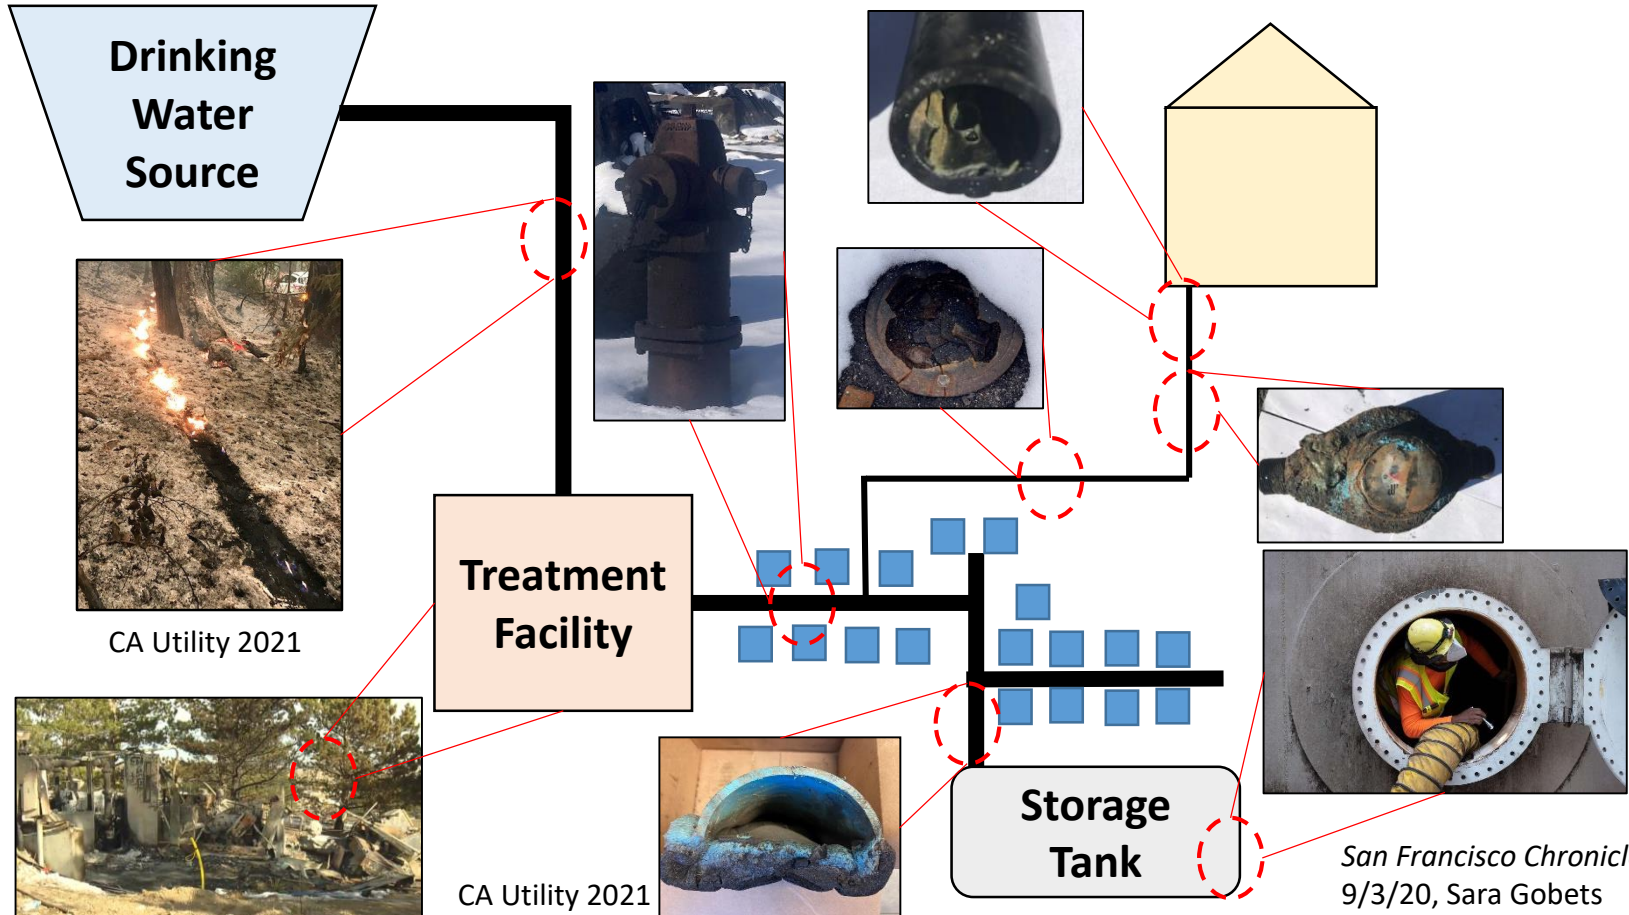 Drinking
Water
Source
CA Utility 2021
Treatment
Facility
CA Utility 2021
Storage
Tank
San Francisco Chronicl
9/3/20, Sara Gobets